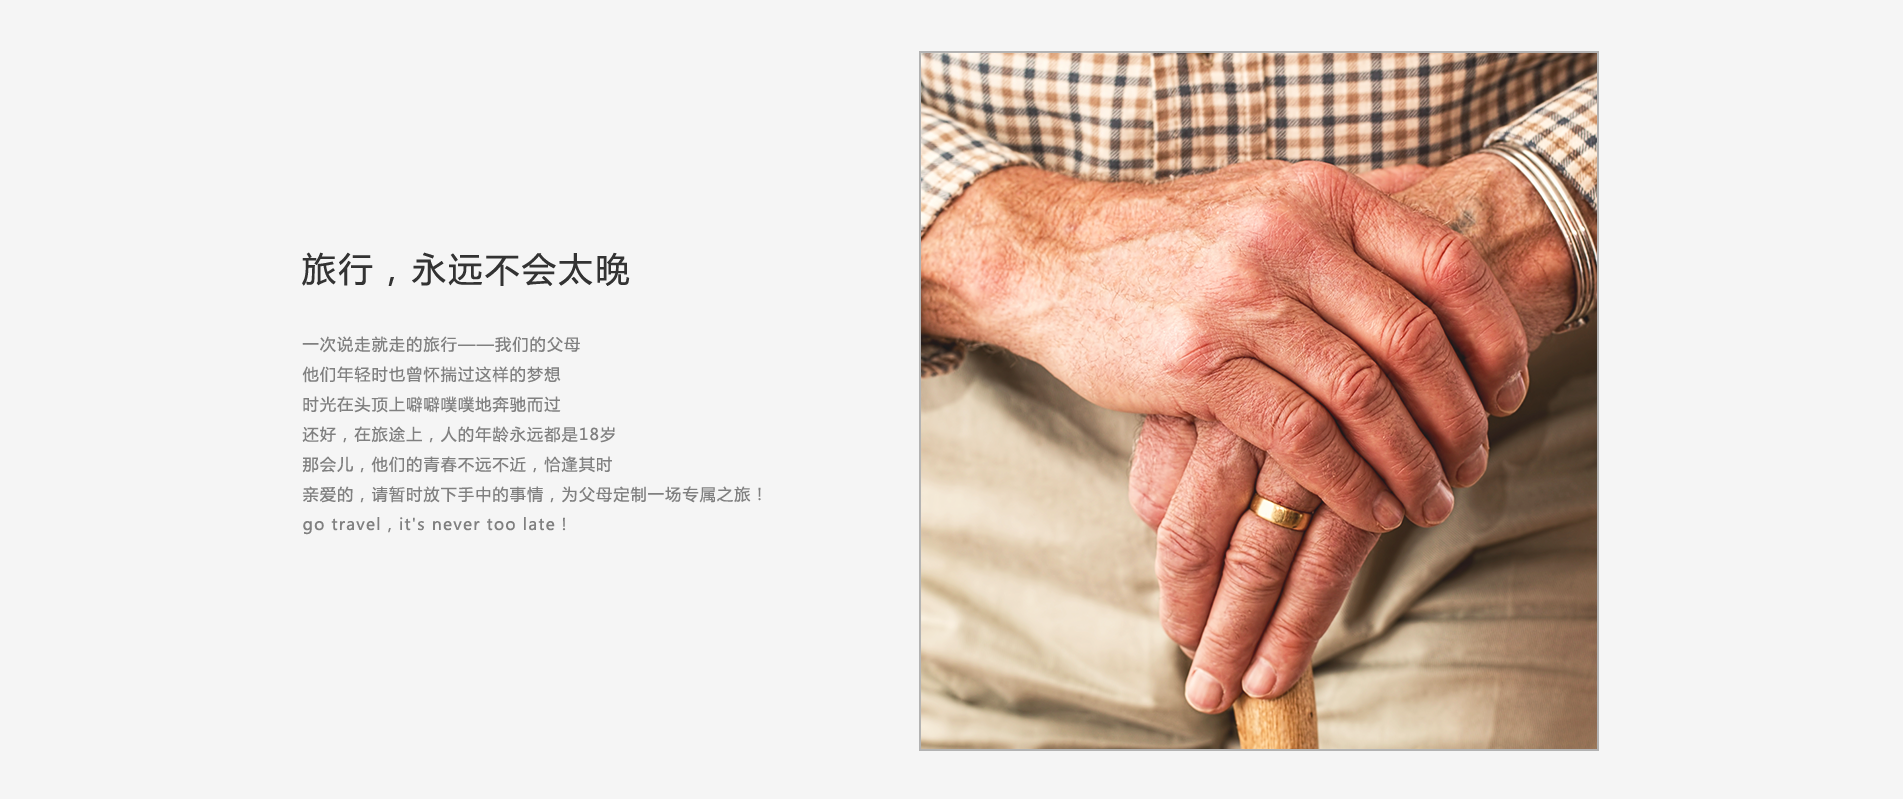 旅行，永远不会太晚
一次说走就走的旅行——我们的父母
他们年轻时也曾怀揣过这样的梦想
时光在头顶上噼噼噗噗地奔驰而过
还好，在旅途上，人的年龄永远都是18岁
那会儿，他们的青春不远不近，恰逢其时
亲爱的，请暂时放下手中的事情，为父母定制一场专属之旅！
go travel，it's never too late！